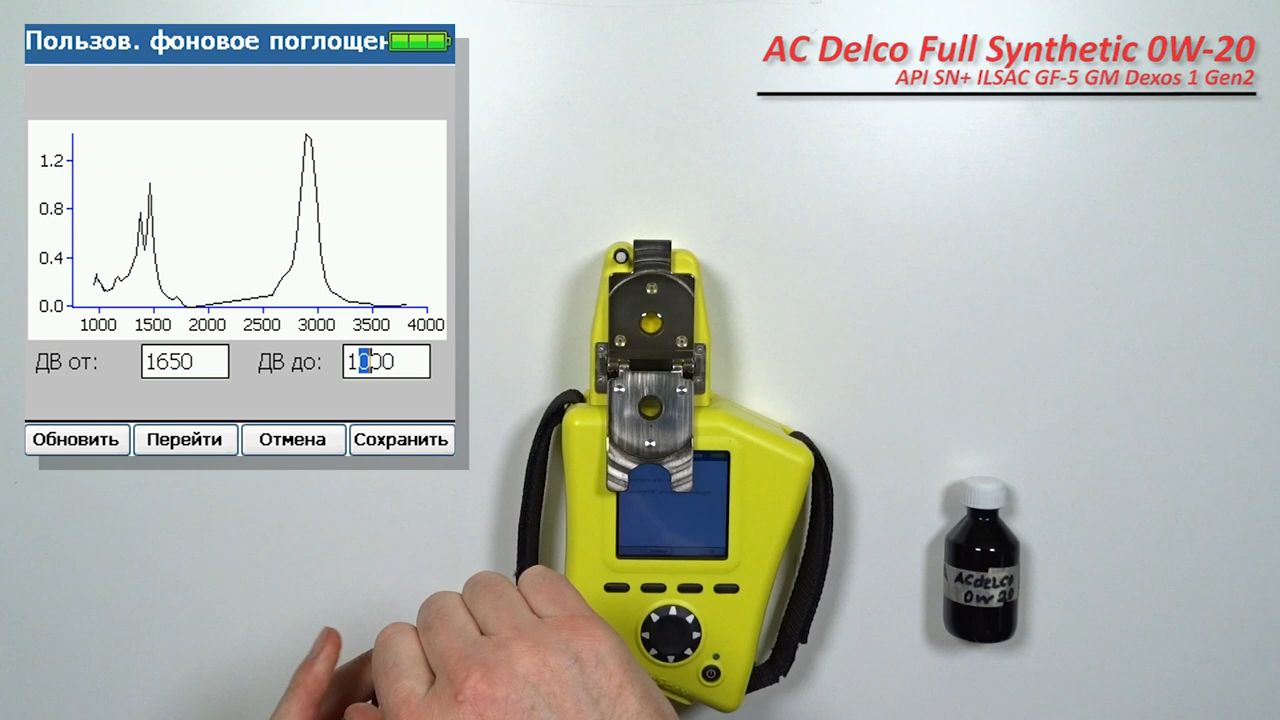 Пользов. фоновое поглощен
AC Delco Full Synthetic 0W-20
API SN+ ILSAC GF-5 GM Dexos 1 Gen2
1.2
0.8
0.4
0.0
1000 1500 2000 2500 3000 3500 4000
ДВ от: 1650 ДВ до: 1000
Обновить Перейти Отмена Сохранить
ACdeLCO
0w20